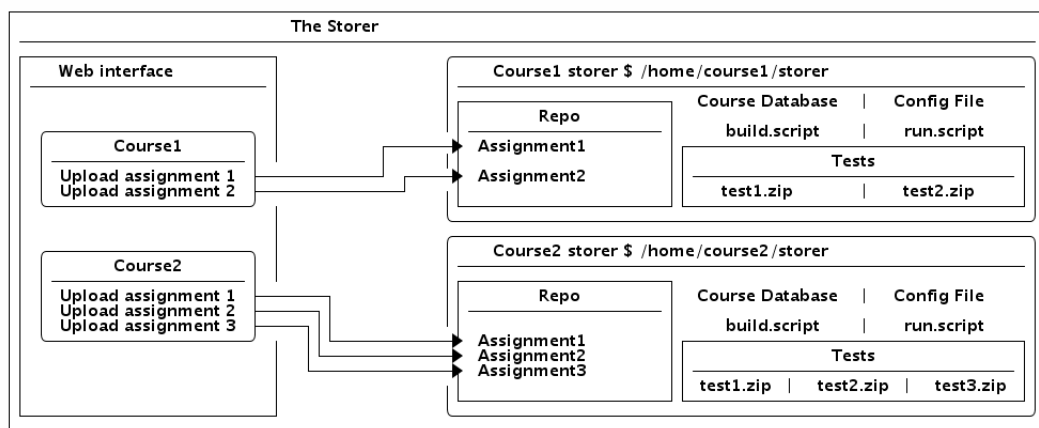 The Storer
Web interface
Course1
Upload assignment 1
Upload assignment 2
Course2
Upload assignment 1
Upload assignment 2
Upload assignment 3
Course1 storer $ /home/course1/storer
Repo
Assignment1
Assignment2
Course Database | Config File
build.script | run.script
Tests
test1.zip | test2.zip
Course2 storer $ /home/course2/storer
Repo
Assignment1
Assignment2
Assignment3
Course Database | Config File
build.script | run.script
Tests
test1.zip | test2.zip | test3.zip